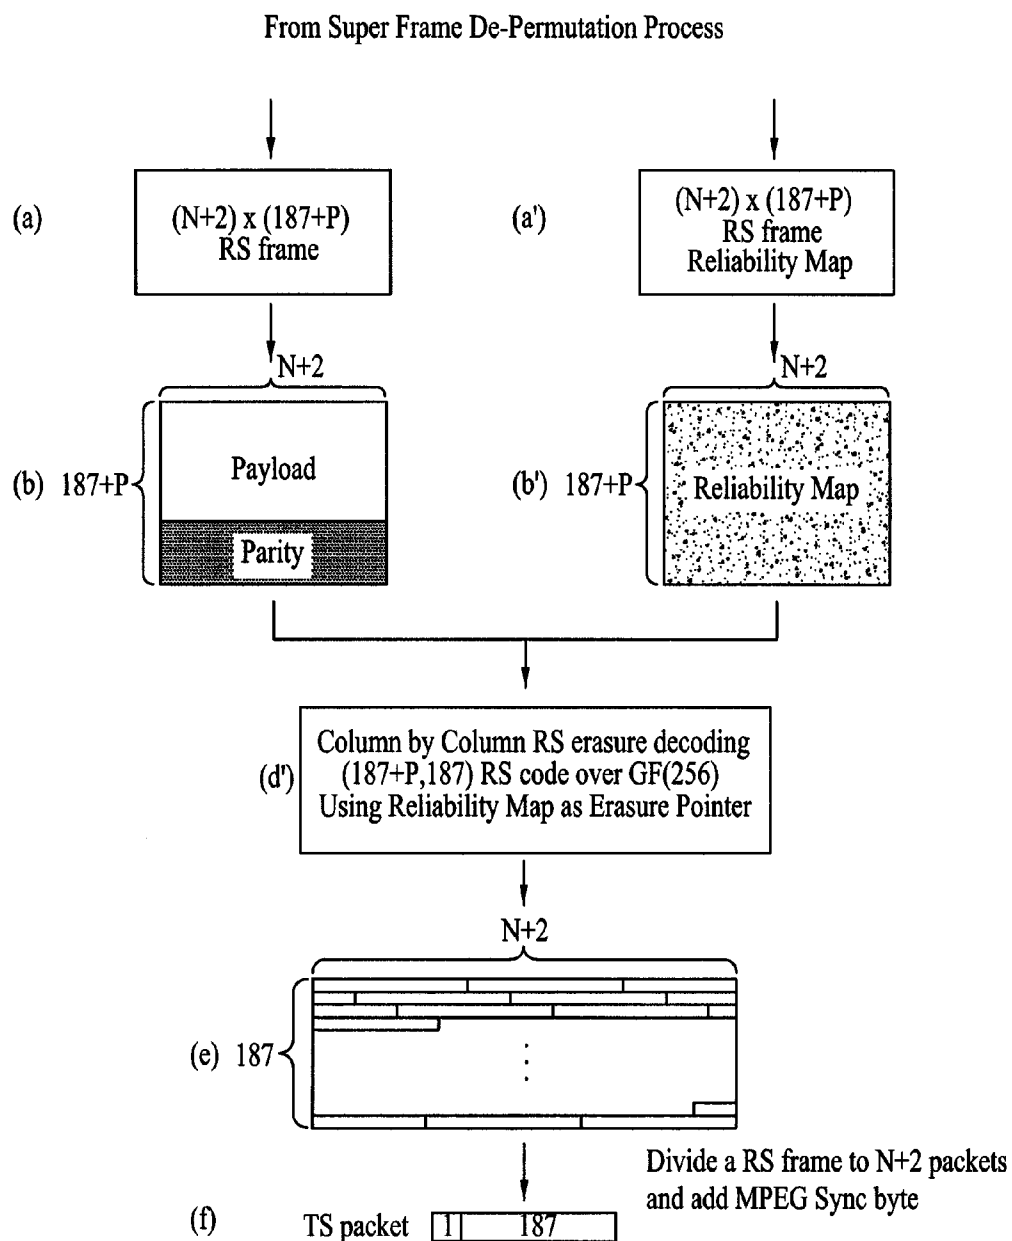 From Super Frame De-Permutation Process
(a)
(N+2) x (187+P)
RS frame
(a')
(N+2) x (187+P)
RS frame
Reliability Map
N+2
N+2
(b) 187+P
Payload
Parity
(b') 187+P
Reliability Map
(d')
Column by Column RS erasure decoding
(187+P,187) RS code over GF(256)
Using Reliability Map as Erasure Pointer
N+2
(e) 187
Divide a RS frame to N+2 packets
and add MPEG Sync byte
(f) TS packet 1 187